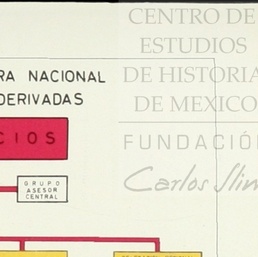 CENTRO DE
ESTUDIOS
DE HISTORIA
DE MEXICO
FUNDACIÓN
Carlos Slim
RA NACIONAL
DERIVADAS
CIOS
GRUPO
ASESOR
CENTRAL